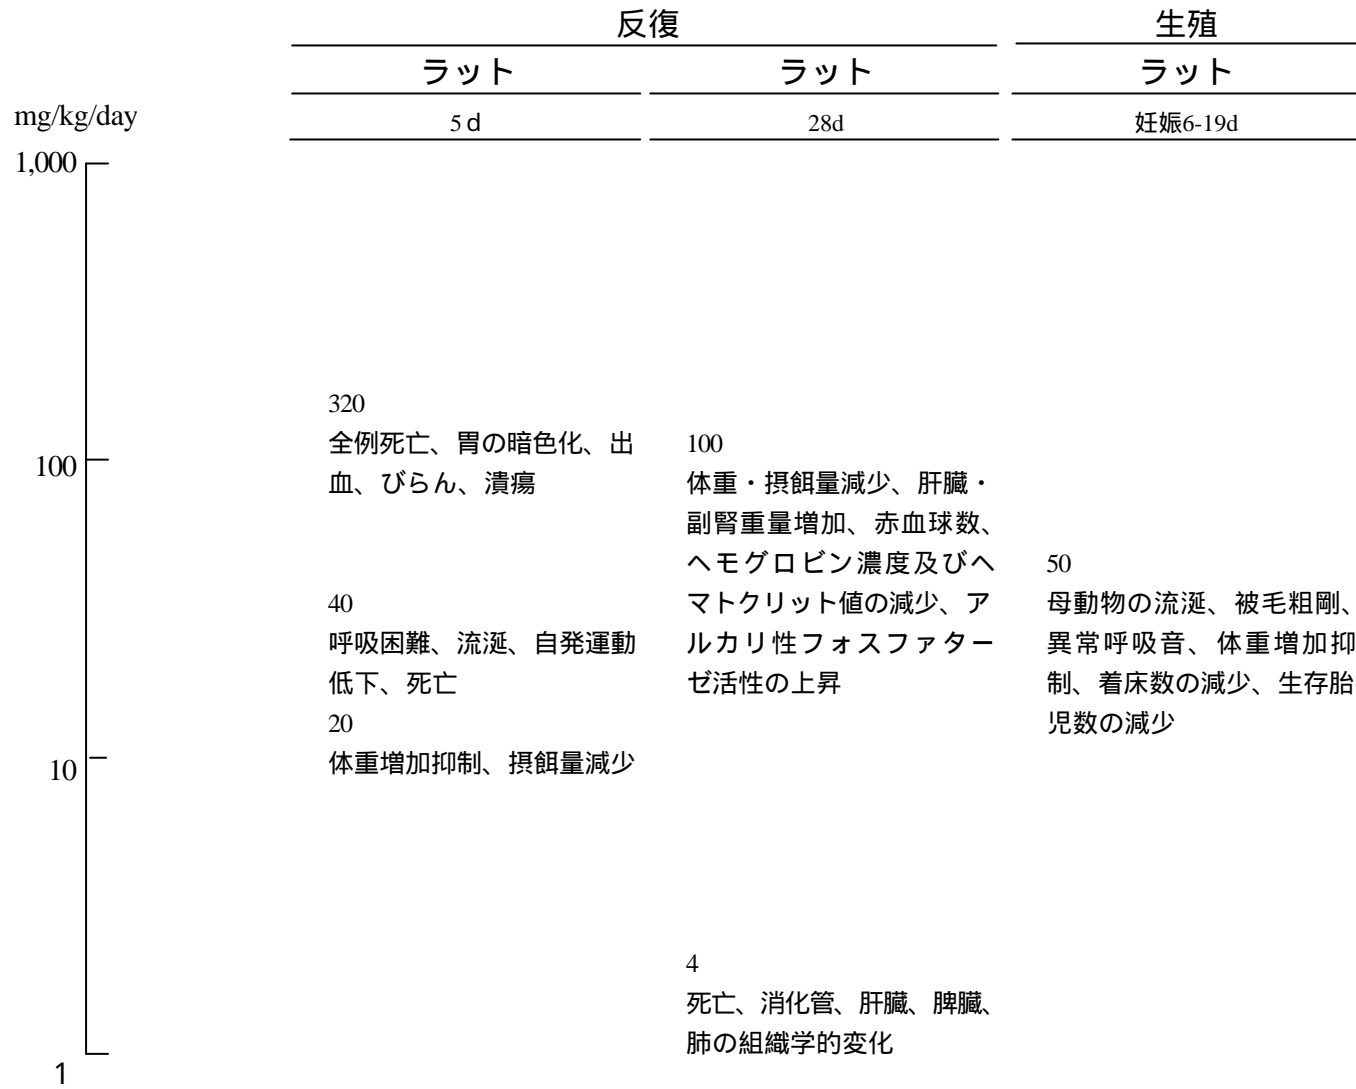 反復
生殖
ラット
ラット
ラット
mg/kg/day
5 d
28d
妊娠6-19d
1,000
100
10
1
320
全例死亡、胃の暗色化、出
血、びらん、潰瘍
40
呼吸困難、流涎、自発運動
低下、死亡
20
体重増加抑制、摂餌量減少
100
体重・摂餌量減少、肝臓・
副腎重量増加、赤血球数、
ヘモグロビン濃度及びヘ
マトクリット値の減少、ア
ルカリ性フォスファター
ゼ活性の上昇
4
死亡、消化管、肝臓、脾臓、
肺の組織学的変化
50
母動物の流涎、被毛粗剛、
異常呼吸音、体重増加抑
制、着床数の減少、生存胎
児数の減少